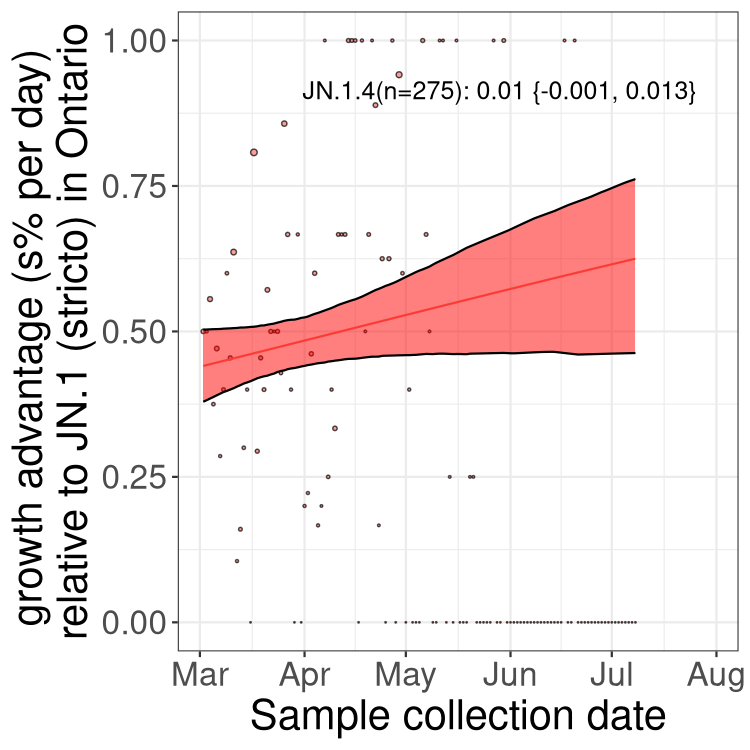 growth advantage (s% per day)
relative to JN.1 (stricto) in Ontario
1.00
0.75
0.50
0.25
0.00
JN.1.4(n=275): 0.01 {-0.001, 0.013}
Mar Apr May Jun Jul Aug
Sample collection date